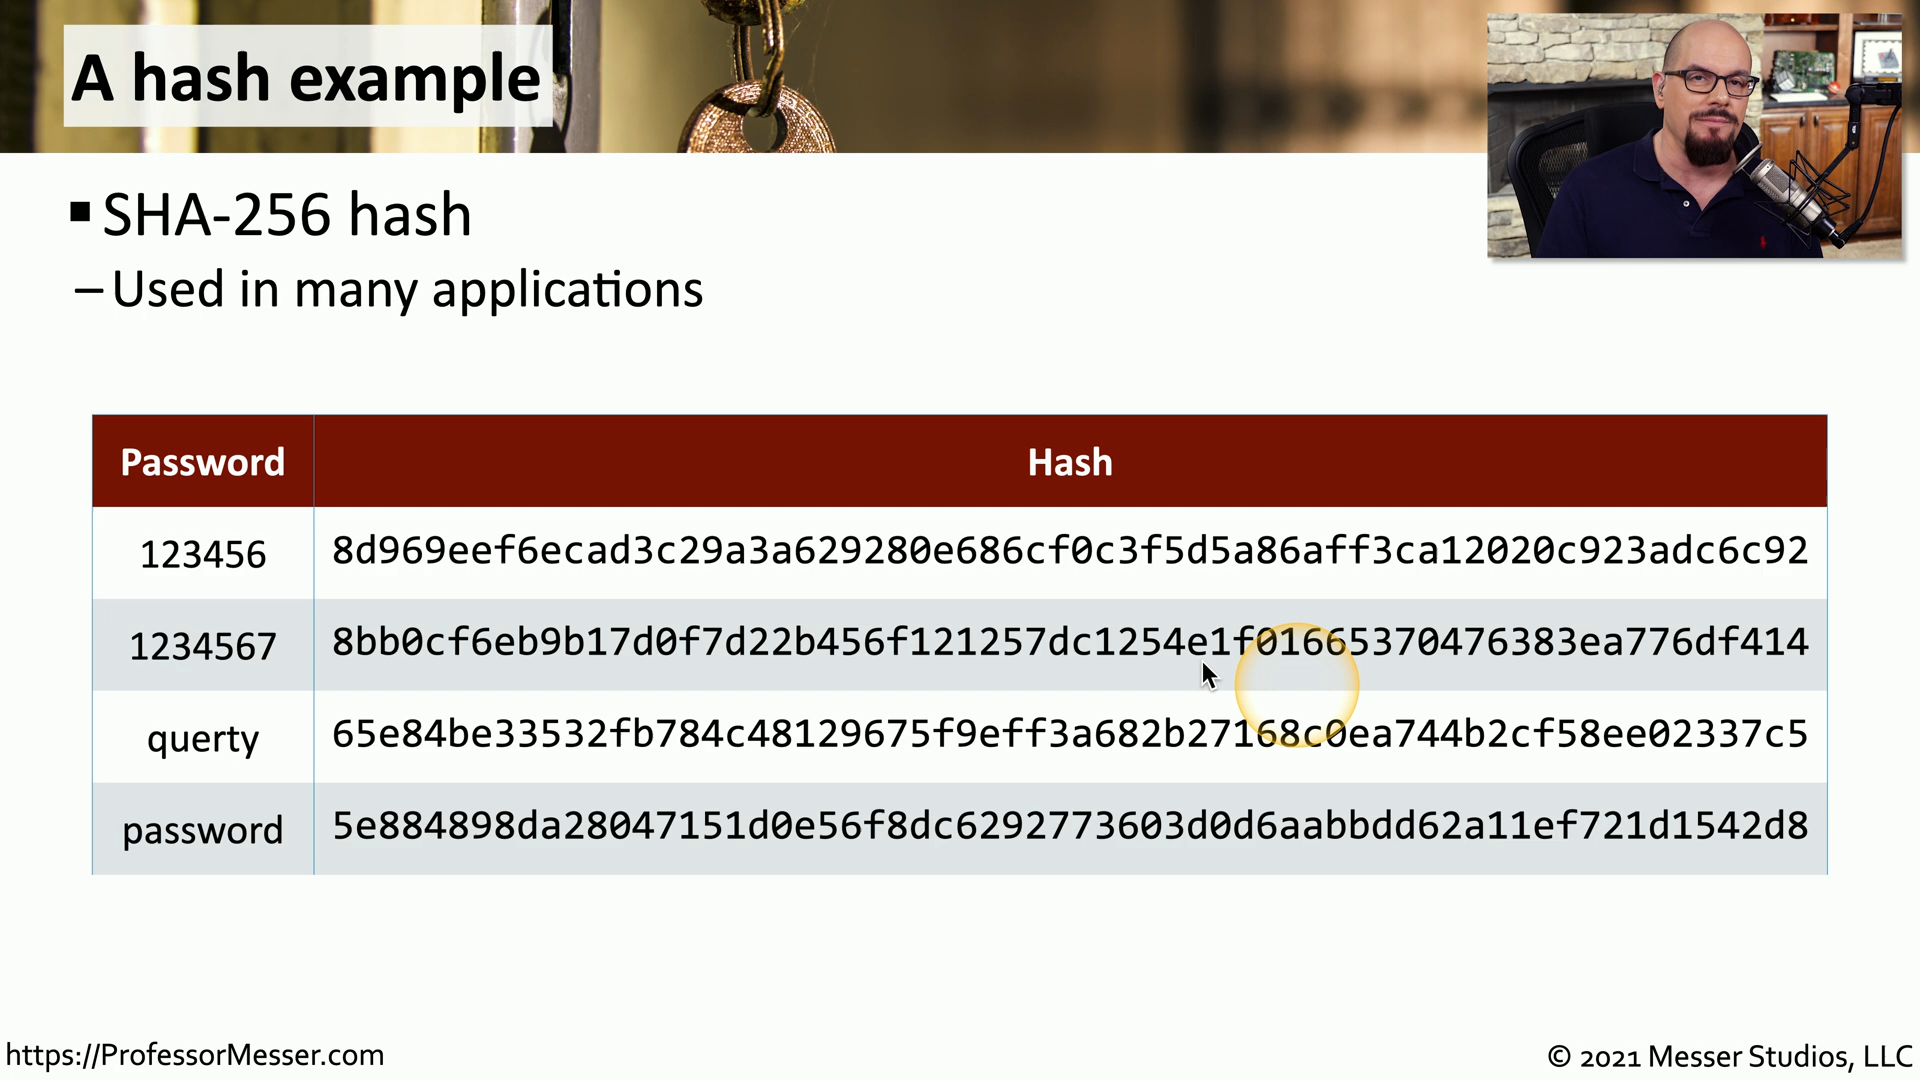 A hash example
SHA-256 hash
– Used in many applications
Password Hash
123456 8d969eef6ecad3c29a3a629280e686cf0c3f5d5a86aff3ca12020c923adc6c92
1234567 8bb0cf6eb9b17d0f7d22b456f121257dc1254e1f01665370476383ea776df414
querty 65e84be33532fb784c48129675f9eff3a682b27168c0ea744b2cf58ee02337c5
password 5e884898da28047151d0e56f8dc6292773603d0d6aabbdd62a11ef721d1542d8
https://ProfessorMesser.com
© 2021 Messer Studios, LLC